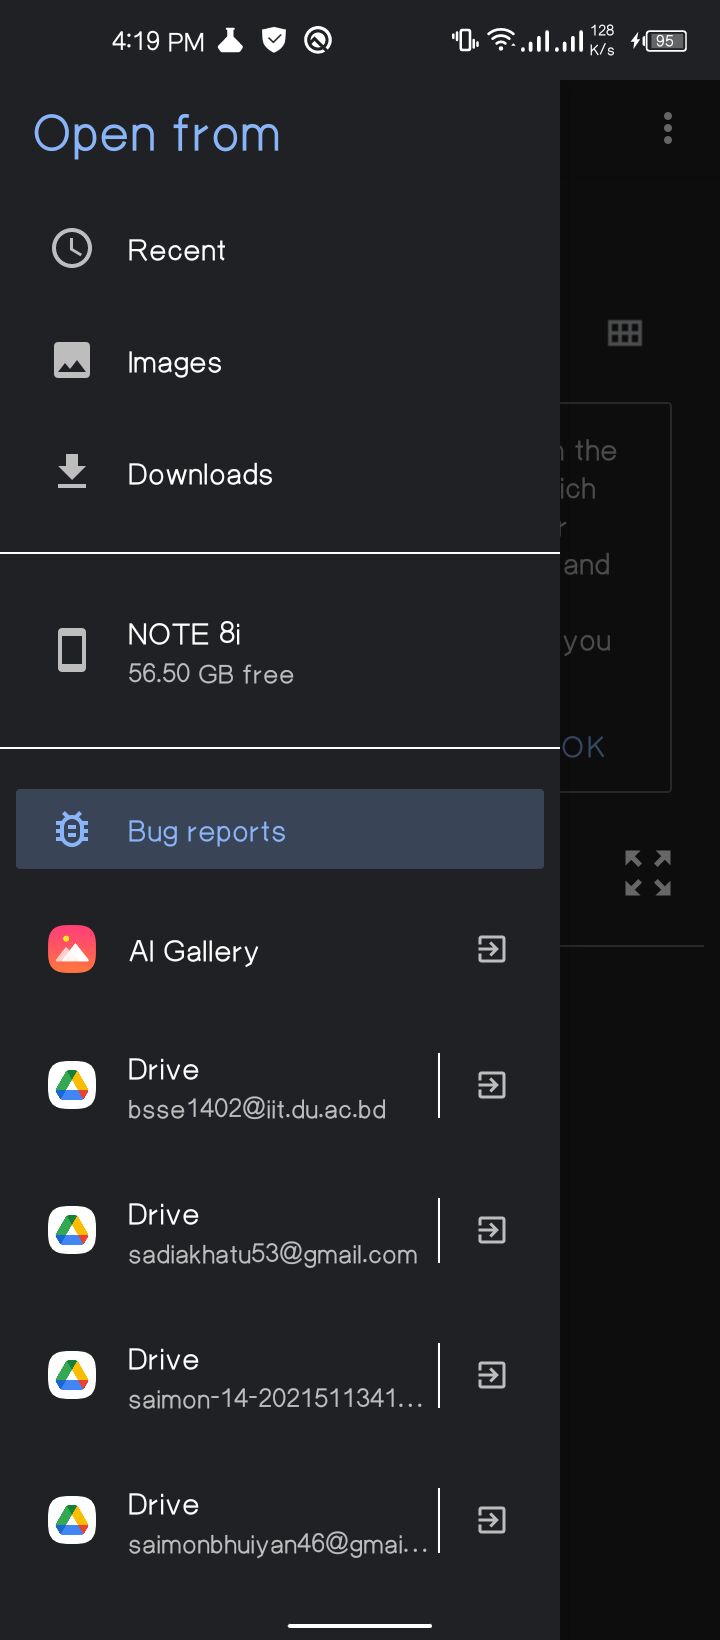 4:19 PM
128
K/s
95
Open from
Recent
Images
Downloads
the
ich
and
NOTE 8i
56.50 GB free
you
OK
Bug reports
AI Gallery
Drive
bsse1402@iit.du.ac.bd
Drive
sadiakhatu53@gmail.com
Drive
saimon-14-2021511341...
Drive
saimonbhuiyan46@gmai...